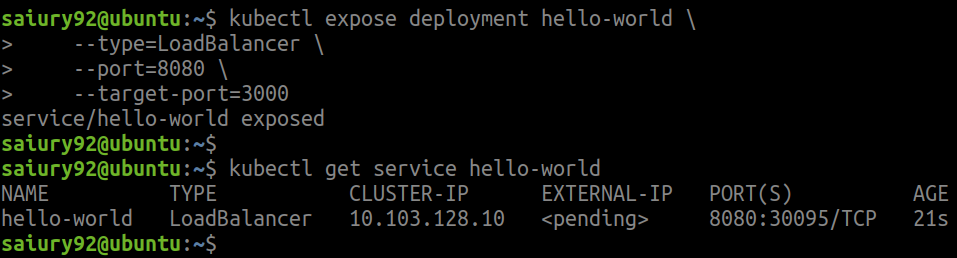 saiury92@ubuntu:~$ kubectl expose deployment hello-world \
>     --type=LoadBalancer \
>     --port=8080 \
>     --target-port=3000
service/hello-world exposed
saiury92@ubuntu:~$
saiury92@ubuntu:~$ kubectl get service hello-world
NAME          TYPE           CLUSTER-IP      EXTERNAL-IP   PORT(S)          AGE
hello-world   LoadBalancer   10.103.128.10   <pending>     8080:30095/TCP   21s
saiury92@ubuntu:~$